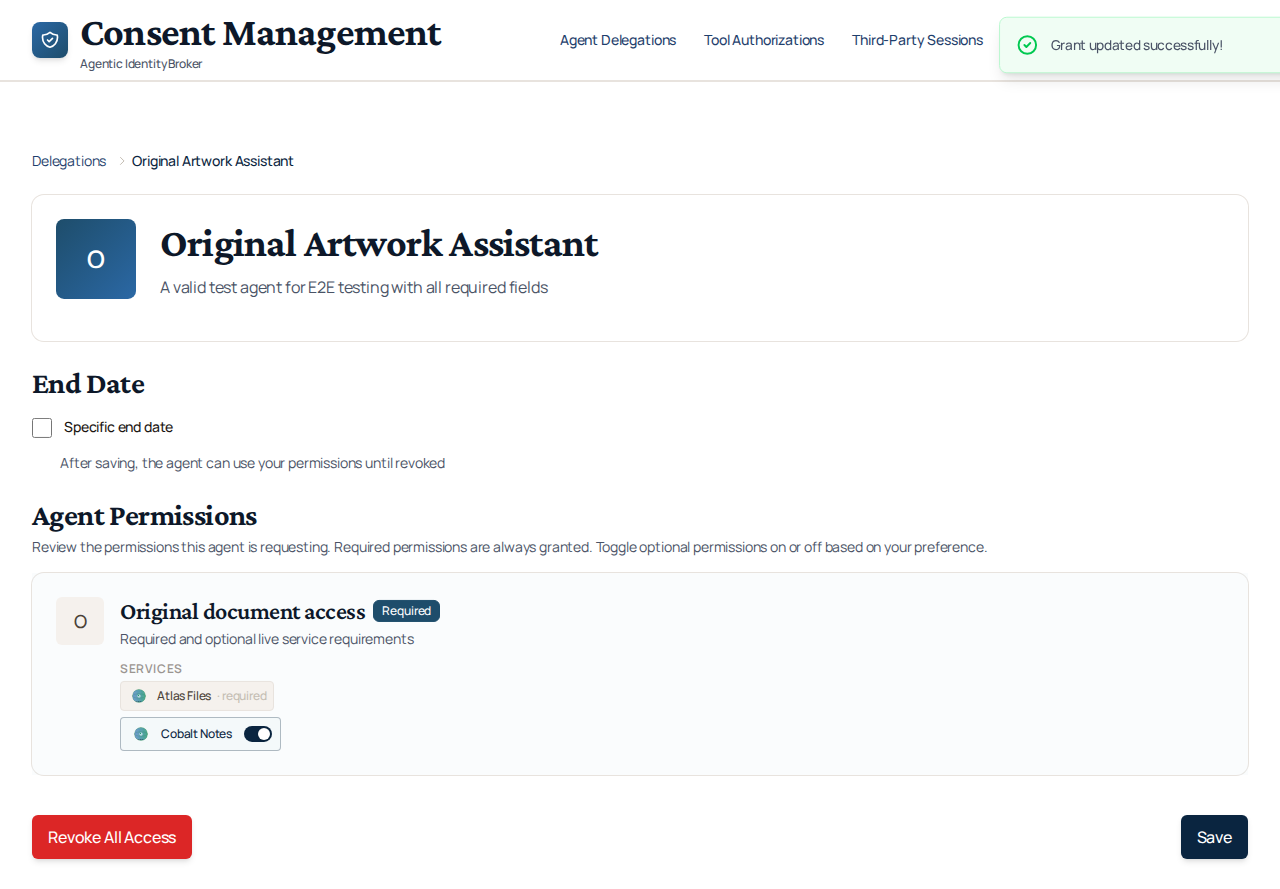 Consent Management
Agentic Identity Broker
Agent Delegations
Tool Authorizations
Third-Party Sessions
Grant updated successfully!
Delegations
Original Artwork Assistant
O
Original Artwork Assistant
A valid test agent for E2E testing with all required fields
End Date
Specific end date
After saving, the agent can use your permissions until revoked
Agent Permissions
Review the permissions this agent is requesting. Required permissions are always granted. Toggle optional permissions on or off based on your preference.
O
Original document access
Required
Required and optional live service requirements
SERVICES
Atlas Files · required
Cobalt Notes
Revoke All Access
Save